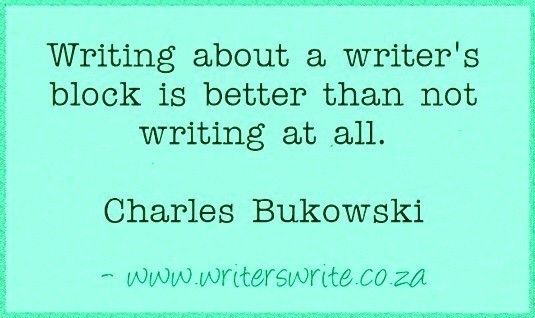 Writing about a writer's
block is better than not
writing at all.
Charles Bukowski
- www.writerswrite.co.za